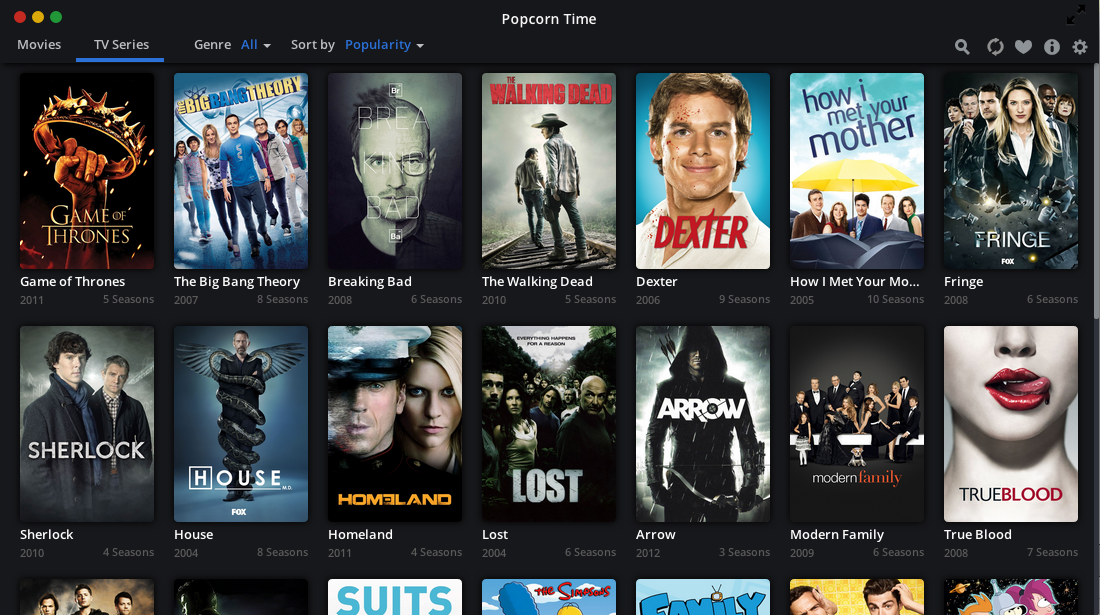 Popcorn Time
Movies TV Series Genre All Sort by Popularity
GAME OF
THRONES
THE BIG BANG THEORY
Br
BREA
KING
BAD
Ba
THE
WALKING DEAD
DEXTER
how i
met your
mother
FRINGE
FOX
Game of Thrones The Big Bang Theory Breaking Bad The Walking Dead Dexter How I Met Your Mo... Fringe
2011 5 Seasons 2007 8 Seasons 2008 6 Seasons 2010 5 Seasons 2006 9 Seasons 2005 10 Seasons 2008 6 Seasons
SHERLOCK
HOUSE M.D.
FOX
HOMELAND
EVERYTHING HAPPENS
FOR A REASON
LOST
ARROW
modern family
TRUEBLOOD
Sherlock House Homeland Lost Arrow Modern Family True Blood
2010 4 Seasons 2004 8 Seasons 2011 4 Seasons 2004 6 Seasons 2012 3 Seasons 2009 6 Seasons 2008 7 Seasons
SUITS
THE SIMPSONS
FAMILY